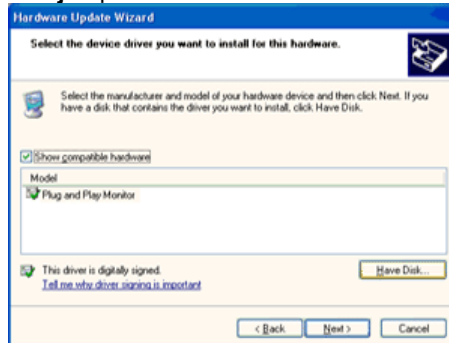 Hardware Update Wizard
Select the device driver you want to install for this hardware.
Select the manufacturer and model of your hardware device and then click Next. If you
have a disk that contains the driver you want to install, click Have Disk.
Show compatible hardware
Model
Plug and Play Monitor
This driver is digitally signed.
Have Disk...
Tell me why driver signing is important
< Back
Next >
Cancel